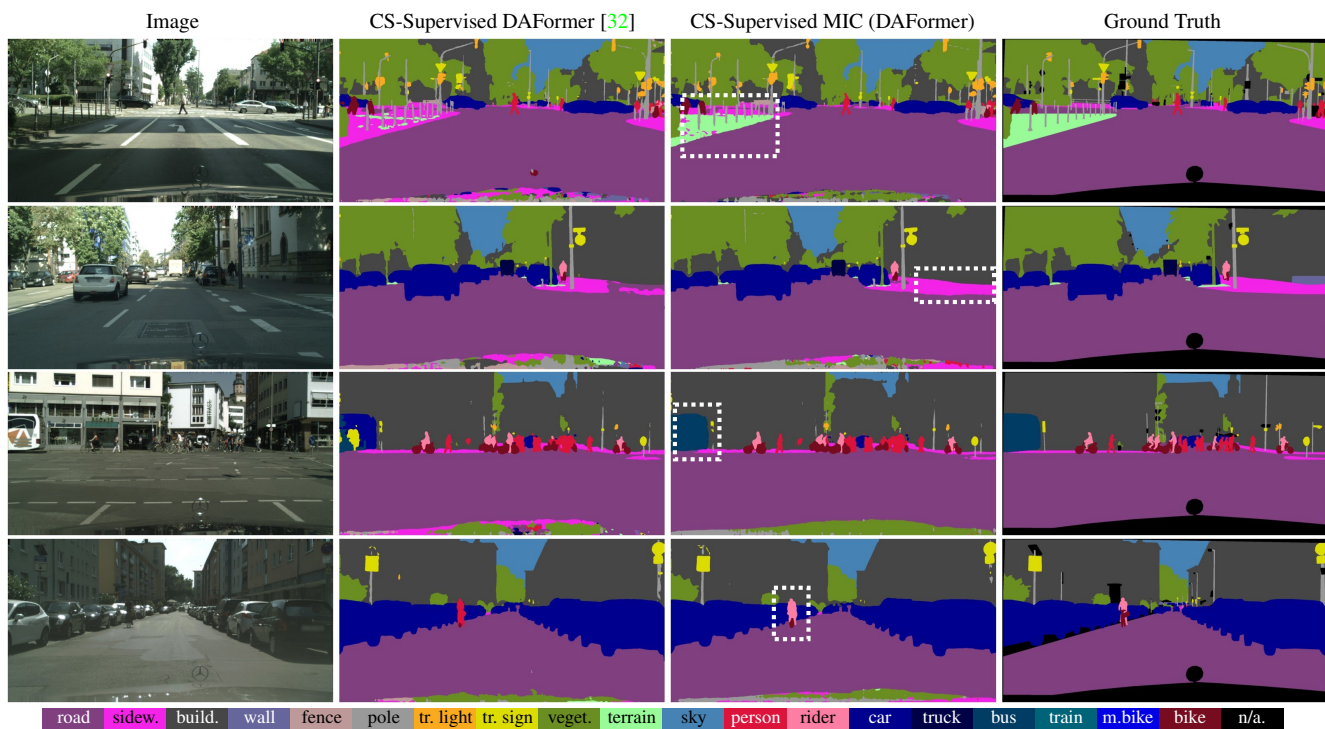 Image CS-Supervised DAFormer [32] CS-Supervised MIC (DAFormer) Ground Truth
road sidew. build. wall fence pole tr. light tr. sign veget. terrain sky person rider car truck bus train m.bike bike n/a.